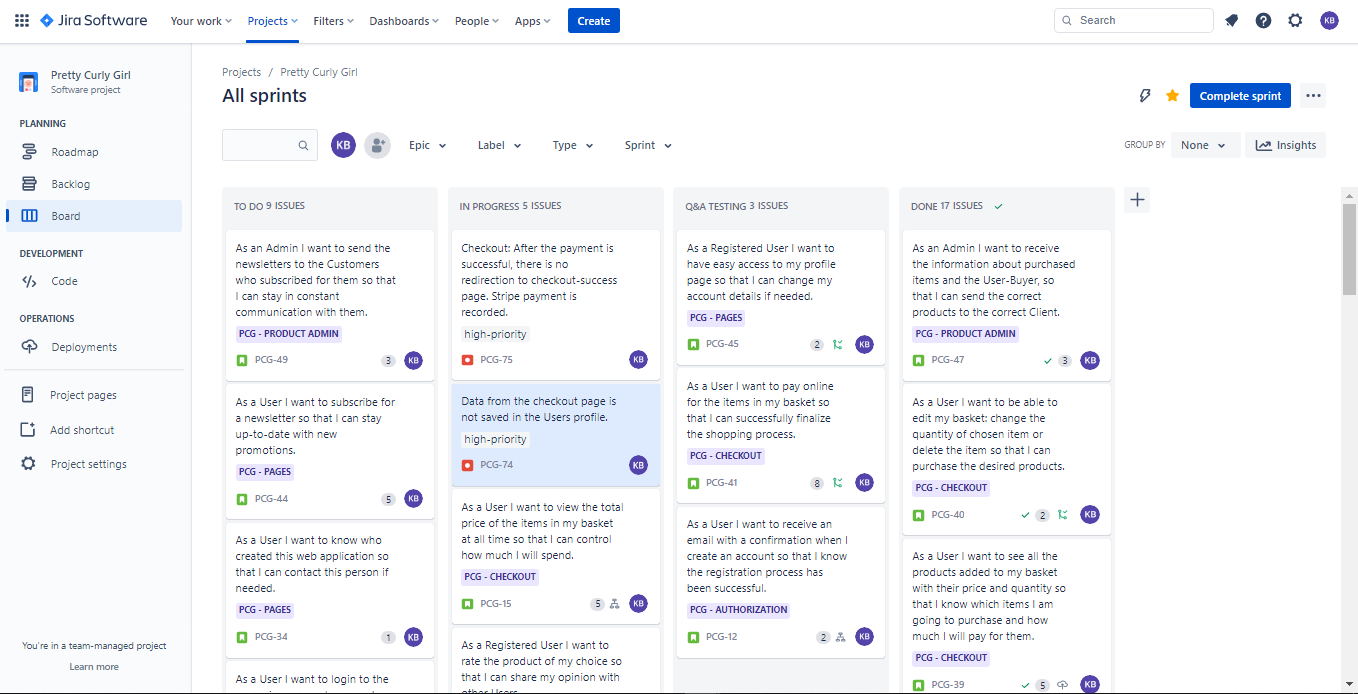 Jira Software
Your work
Projects
Filters
Dashboards
People
Apps
Create
Search
KB
Pretty Curly Girl
Software project
PLANNING
Roadmap
Backlog
Board
DEVELOPMENT
Code
OPERATIONS
Deployments
Project pages
Add shortcut
Project settings
You're in a team-managed project
Learn more
Projects / Pretty Curly Girl
All sprints
Complete sprint
KB
Epic
Label
Type
Sprint
GROUP BY
None
Insights
TO DO 9 ISSUES
As an Admin I want to send the
newsletters to the Customers
who subscribed for them so that
I can stay in constant
communication with them.
PCG - PRODUCT ADMIN
PCG-49 3 KB
As a User I want to subscribe for
a newsletter so that I can stay
up-to-date with new
promotions.
PCG - PAGES
PCG-44 5 KB
As a User I want to know who
created this web application so
that I can contact this person if
needed.
PCG - PAGES
PCG-34 1 KB
As a User I want to login to the
IN PROGRESS 5 ISSUES
Checkout: After the payment is
successful, there is no
redirection to checkout-success
page. Stripe payment is
recorded.
high-priority
PCG-75 KB
Data from the checkout page is
not saved in the Users profile.
high-priority
PCG-74 KB
As a User I want to view the total
price of the items in my basket
at all time so that I can control
how much I will spend.
PCG - CHECKOUT
PCG-15 5 KB
As a Registered User I want to
rate the product of my choice so
that I can share my opinion with
other Users.
Q&A TESTING 3 ISSUES
As a Registered User I want to
have easy access to my profile
page so that I can change my
account details if needed.
PCG - PAGES
PCG-45 2 KB
As a User I want to pay online
for the items in my basket so
that I can successfully finalize
the shopping process.
PCG - CHECKOUT
PCG-41 8 KB
As a User I want to receive an
email with a confirmation when I
create an account so that I know
the registration process has
been successful.
PCG - AUTHORIZATION
PCG-12 2 KB
DONE 17 ISSUES
As an Admin I want to receive
the information about purchased
items and the User-Buyer, so
that I can send the correct
products to the correct Client.
PCG - PRODUCT ADMIN
PCG-47 3 KB
As a User I want to be able to
edit my basket: change the
quantity of chosen item or
delete the item so that I can
purchase the desired products.
PCG - CHECKOUT
PCG-40 2 KB
As a User I want to see all the
products added to my basket
with their price and quantity so
that I know which items I am
going to purchase and how
much I will pay for them.
PCG - CHECKOUT
PCG-39 5 KB